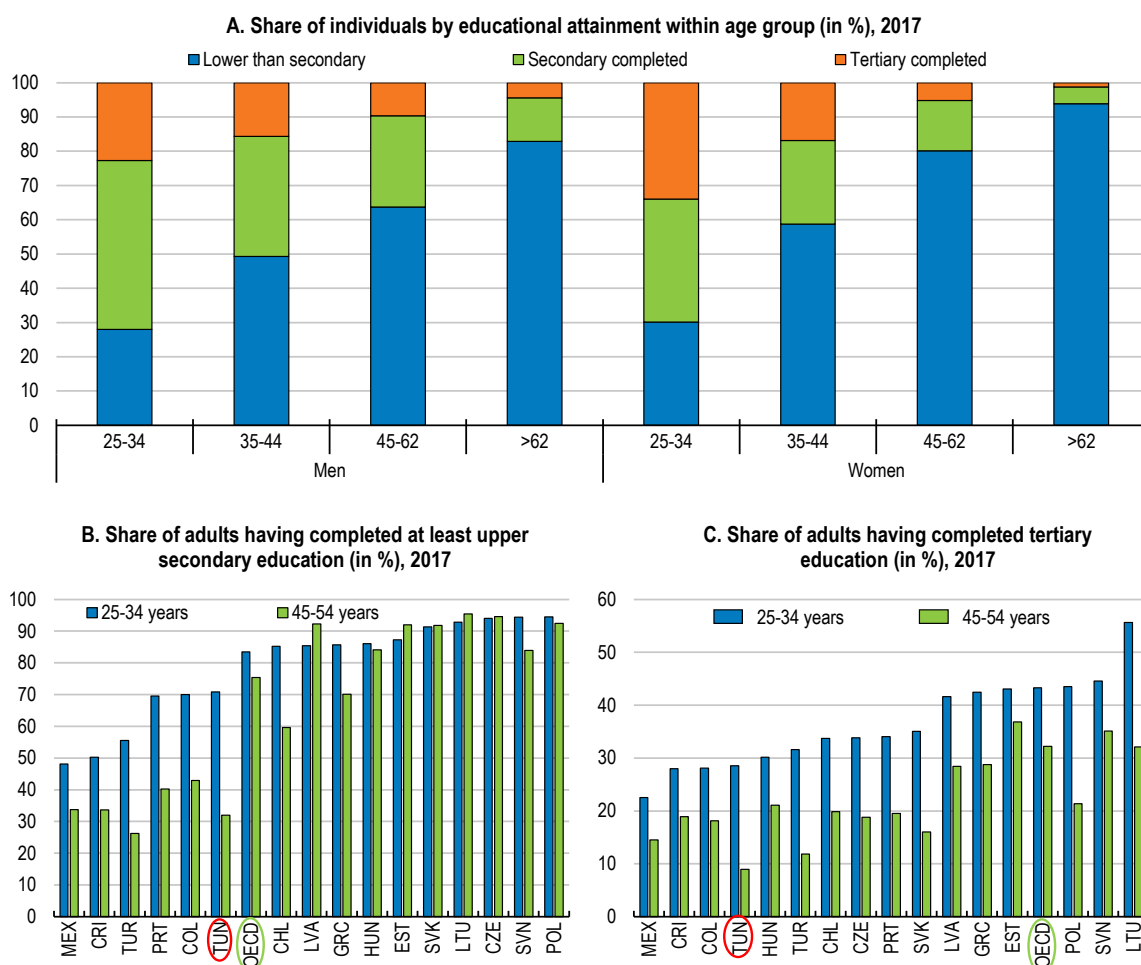 A. Share of individuals by educational attainment within age group (in %), 2017
Lower than secondary Secondary completed Tertiary completed
100
90
80
70
60
50
40
30
20
10
0
25-34 35-44 45-62 >62 25-34 35-44 45-62 >62
Men Women
B. Share of adults having completed at least upper
secondary education (in %), 2017
25-34 years 45-54 years
100
90
80
70
60
50
40
30
20
10
0
MEX CRI TUR PRT COL TUN OECD CHL LVA GRC HUN EST SVK LTU CZE SVN POL
C. Share of adults having completed tertiary
education (in %), 2017
25-34 years 45-54 years
60
50
40
30
20
10
0
MEX CRI COL TUN HUN TUR CHL CZE PRT SVK LVA GRC EST OECD POL SVN LTU